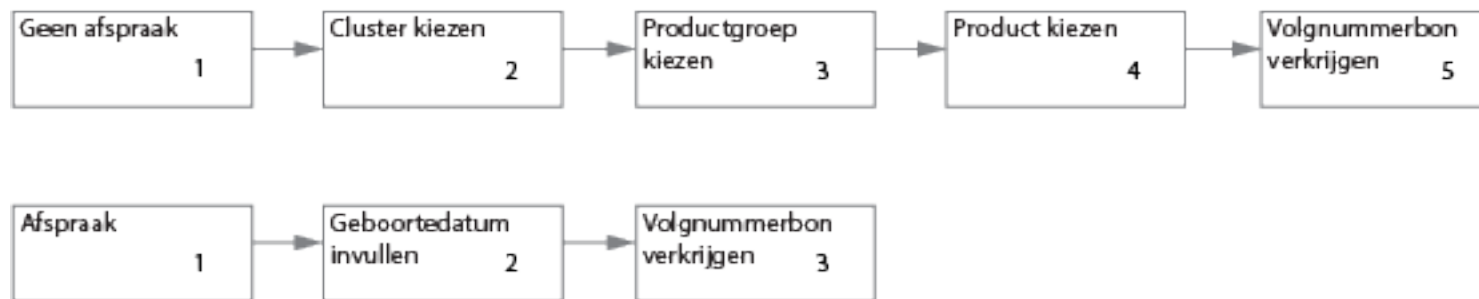 Geen afspraak
1
Cluster kiezen
2
Productgroep
kiezen 3
Product kiezen
4
Volgnummerbon
verkrijgen 5
Afspraak
1
Geboortedatum
invullen 2
Volgnummerbon
verkrijgen 3